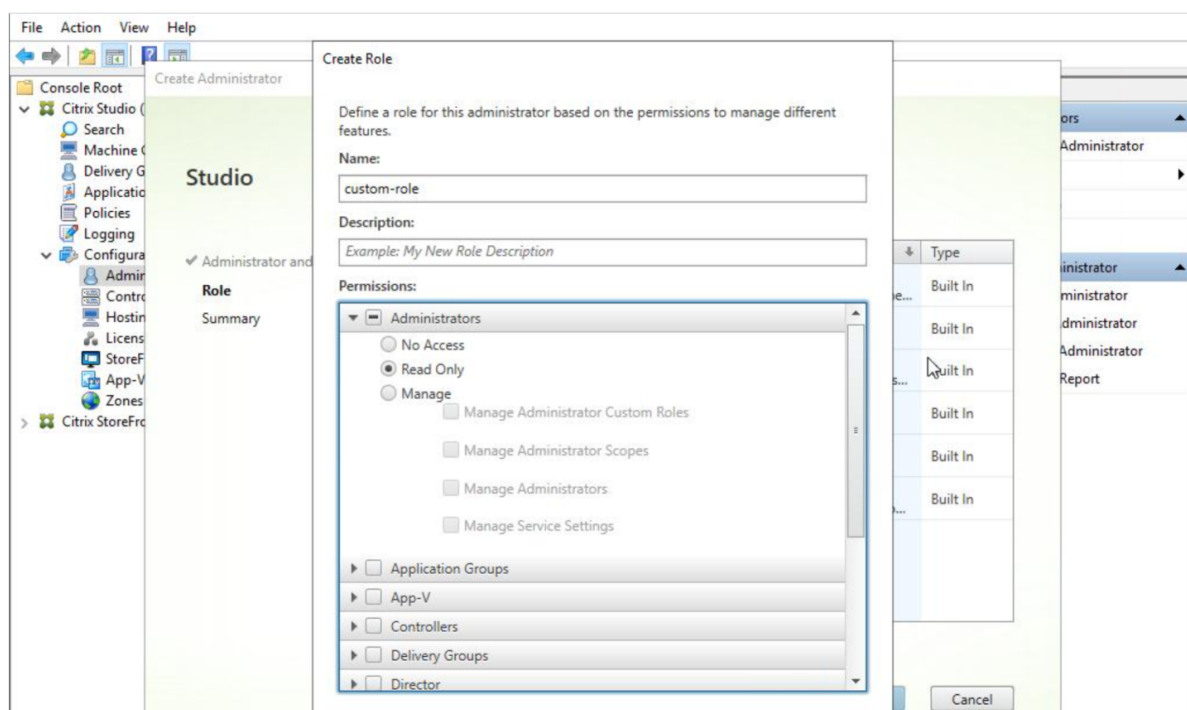 File Action View Help
Console Root
Citrix Studio (
Search
Machine
Delivery G
Applicatio
Policies
Logging
Configura
Admir
Contro
Hostin
Licens
StoreF
App-V
Zones
Citrix StoreFro
Create Administrator
Studio
Administrator and
Role
Summary
Create Role
Define a role for this administrator based on the permissions to manage different
features.
Name:
custom-role
Description:
Example: My New Role Description
Permissions:
Administrators
No Access
Read Only
Manage
Manage Administrator Custom Roles
Manage Administrator Scopes
Manage Administrators
Manage Service Settings
Application Groups
App-V
Controllers
Delivery Groups
Director
Type
Built In
Built In
Built In
Built In
Built In
Built In
Cancel
ors
Administrator
inistrator
ministrator
dministrator
Administrator
Report